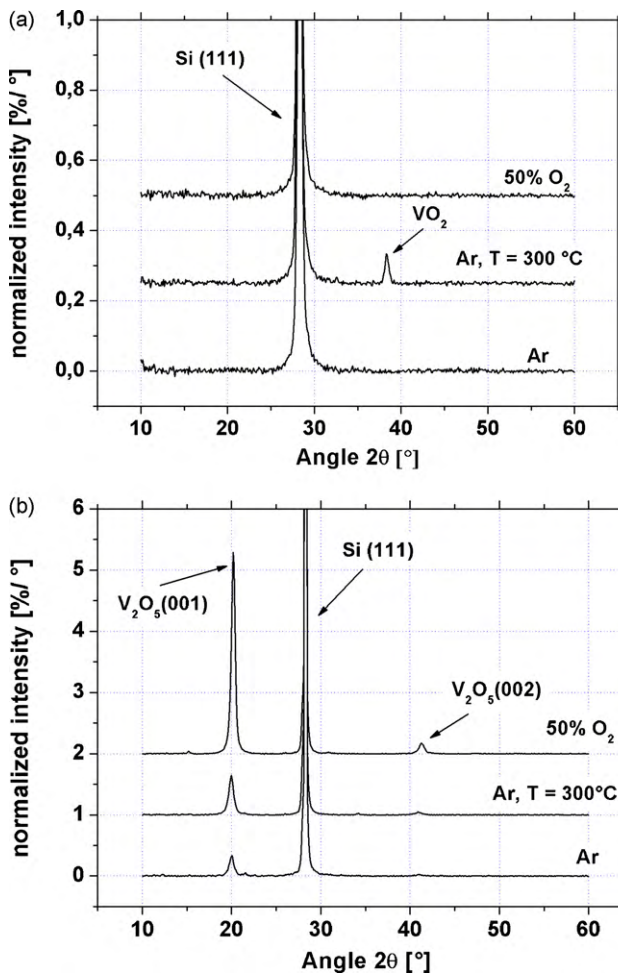 (a)
1,0
0,8
0,6
0,4
0,2
0,0
normalized intensity [%/ °]
Si (111)
50% O₂
VO₂
Ar, T = 300 °C
Ar
10 20 30 40 50 60
Angle 2θ [°]
(b)
6
5
4
3
2
1
0
normalized intensity [%/ °]
Si (111)
V₂O₅(001)
V₂O₅(002)
50% O₂
Ar, T = 300°C
Ar
10 20 30 40 50 60
Angle 2θ [°]